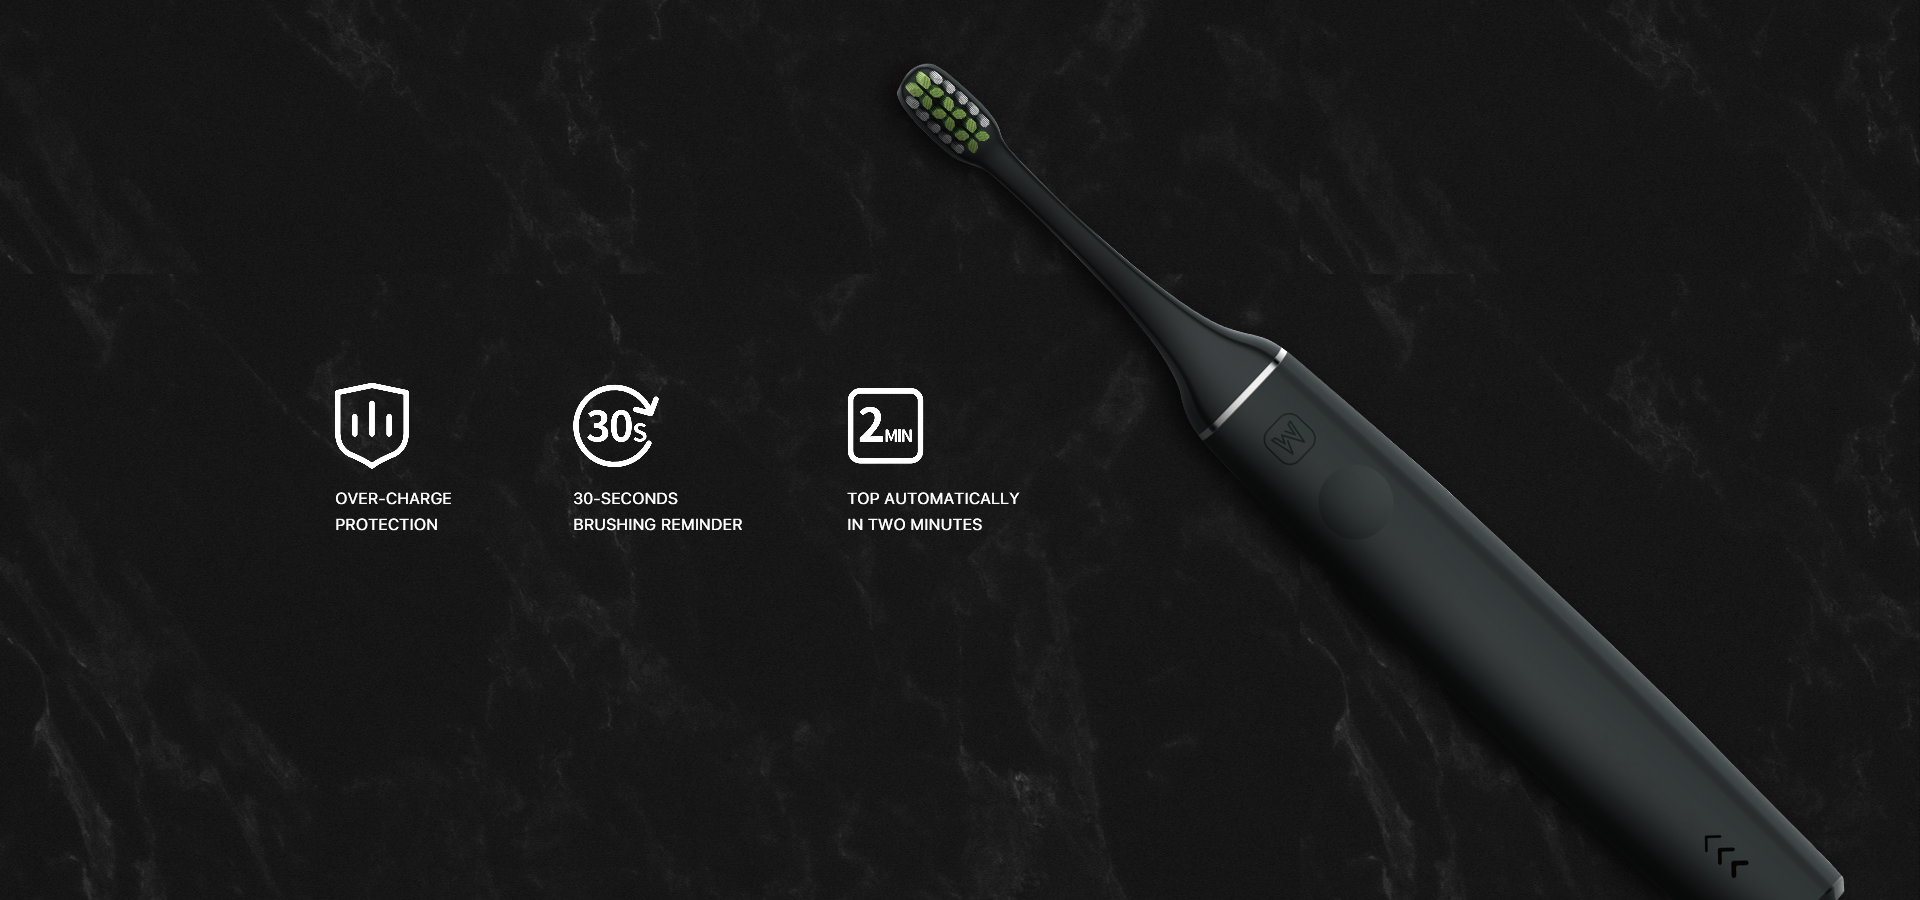 30s
2MIN
OVER-CHARGE
PROTECTION
30-SECONDS
BRUSHING REMINDER
TOP AUTOMATICALLY
IN TWO MINUTES
W